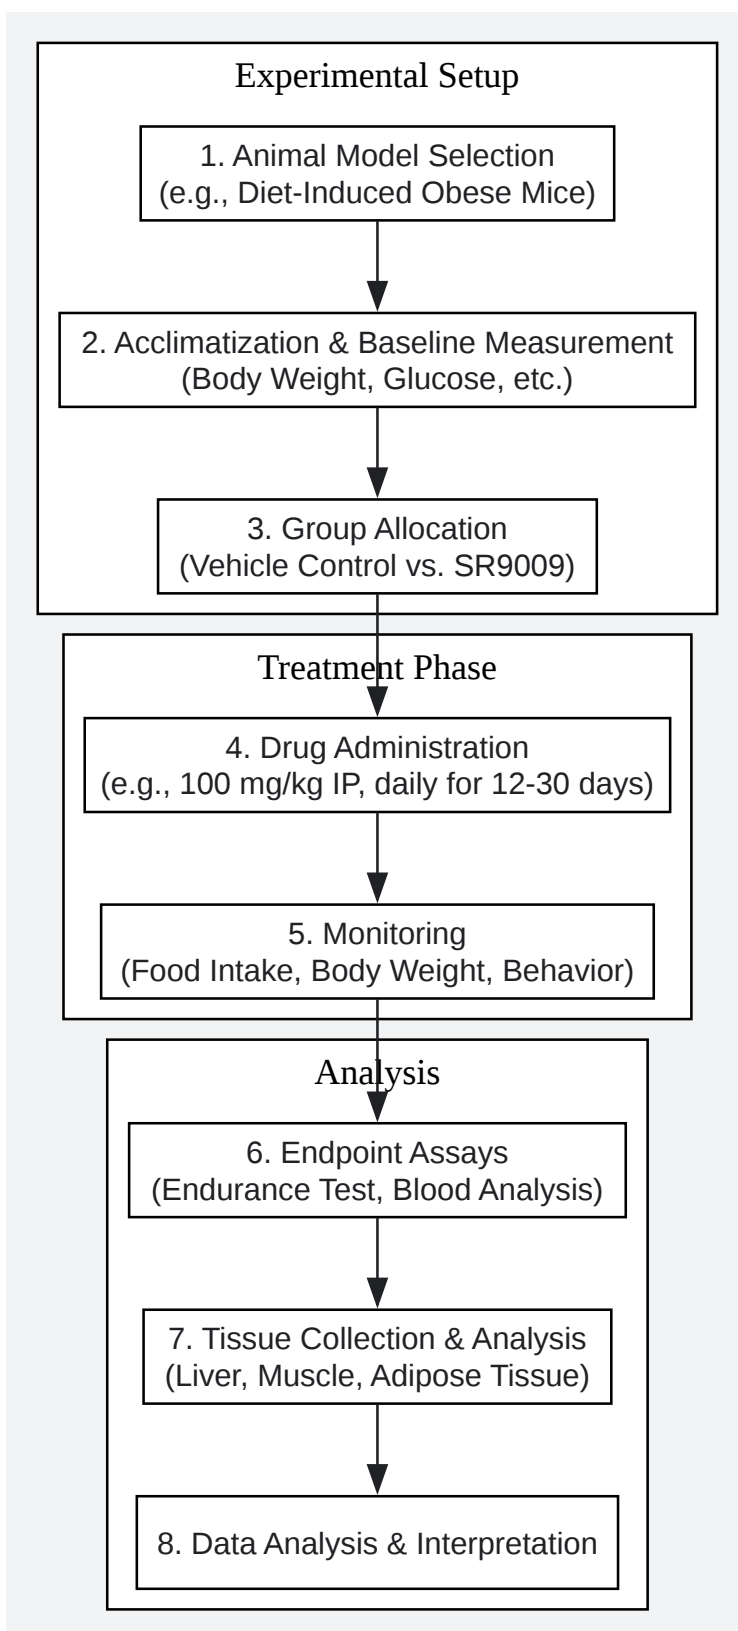 Experimental Setup
1. Animal Model Selection
(e.g., Diet-Induced Obese Mice)
2. Acclimatization & Baseline Measurement
(Body Weight, Glucose, etc.)
3. Group Allocation
(Vehicle Control vs. SR9009)
Treatment Phase
4. Drug Administration
(e.g., 100 mg/kg IP, daily for 12-30 days)
5. Monitoring
(Food Intake, Body Weight, Behavior)
Analysis
6. Endpoint Assays
(Endurance Test, Blood Analysis)
7. Tissue Collection & Analysis
(Liver, Muscle, Adipose Tissue)
8. Data Analysis & Interpretation